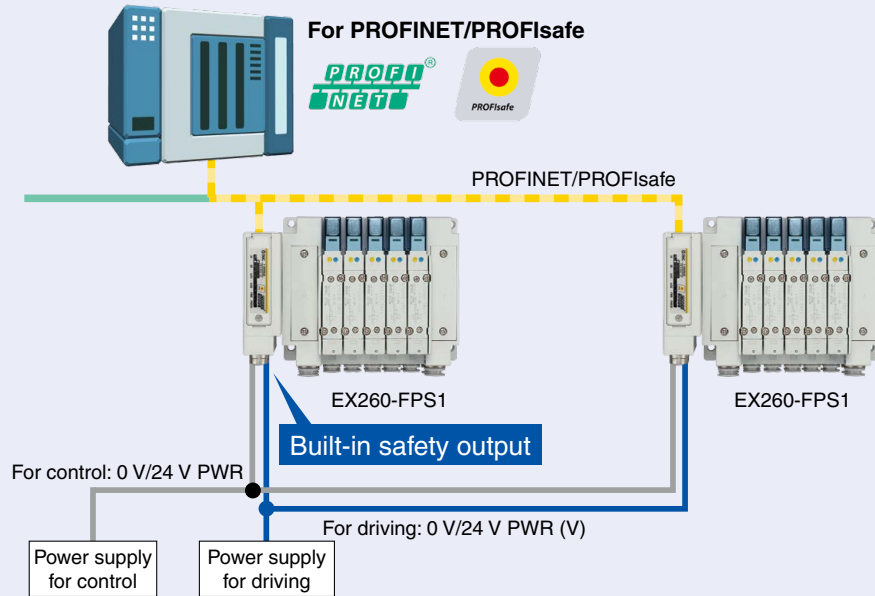 For PROFINET/PROFIsafe
PROFI®
NET
PROFIsafe
PROFINET/PROFIsafe
EX260-FPS1
EX260-FPS1
Built-in safety output
For control: 0 V/24 V PWR
For driving: 0 V/24 V PWR (V)
Power supply
for control
Power supply
for driving